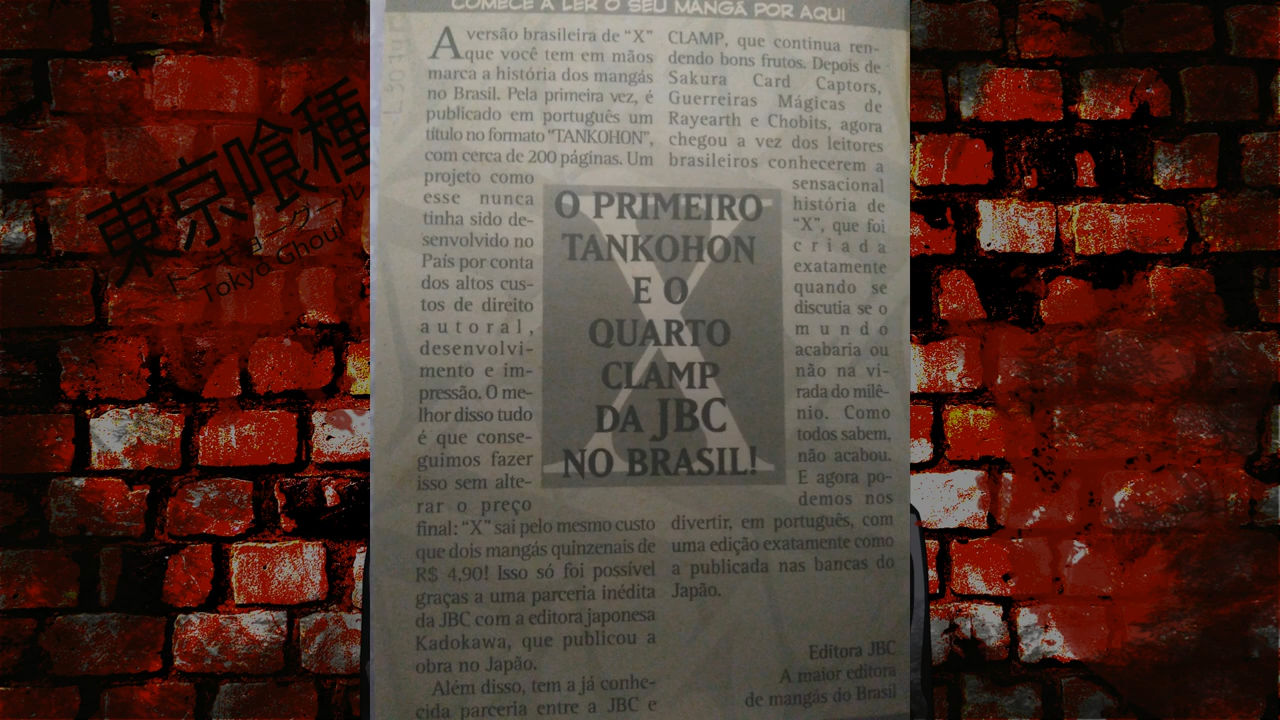 COMECE A LER O SEU MANGÁ POR AQUI
A versão brasileira de “X”
que você tem em mãos
marca a história dos mangás
no Brasil. Pela primeira vez, é
publicado em português um
título no formato “TANKOHON”,
com cerca de 200 páginas. Um
projeto como
esse nunca
tinha sido de-
senvolvido no
País por conta
dos altos cus-
tos de direito
autoral,
desenvolvi-
mento e im-
pressão. O me-
lhor disso tudo
é que conse-
guimos fazer
isso sem alte-
rar o preço
final: “X” sai pelo mesmo custo
que dois mangás quinzenais de
R$ 4,90! Isso só foi possível
graças a uma parceria inédita
da JBC com a editora japonesa
Kadokawa, que publicou a
obra no Japão.
Além disso, tem a já conhe-
cida parceria entre a JBC e
CLAMP, que continua ren-
dendo bons frutos. Depois de
Sakura Card Captors,
Guerreiras Mágicas de
Rayearth e Chobits, agora
chegou a vez dos leitores
brasileiros conhecerem a
sensacional
história de
“X”, que foi
criada
exatamente
quando se
discutia se o
mundo
acabaria ou
não na vi-
rada do milê-
nio. Como
todos sabem,
não acabou.
E agora po-
demos nos
divertir, em português, com
uma edição exatamente como
a publicada nas bancas do
Japão.
Editora JBC
A maior editora
de mangás do Brasil
X
O PRIMEIRO
TANKOHON
E O
QUARTO
CLAMP
DA JBC
NO BRASIL!
東京喰種
トーキョーグール
Tokyo Ghoul